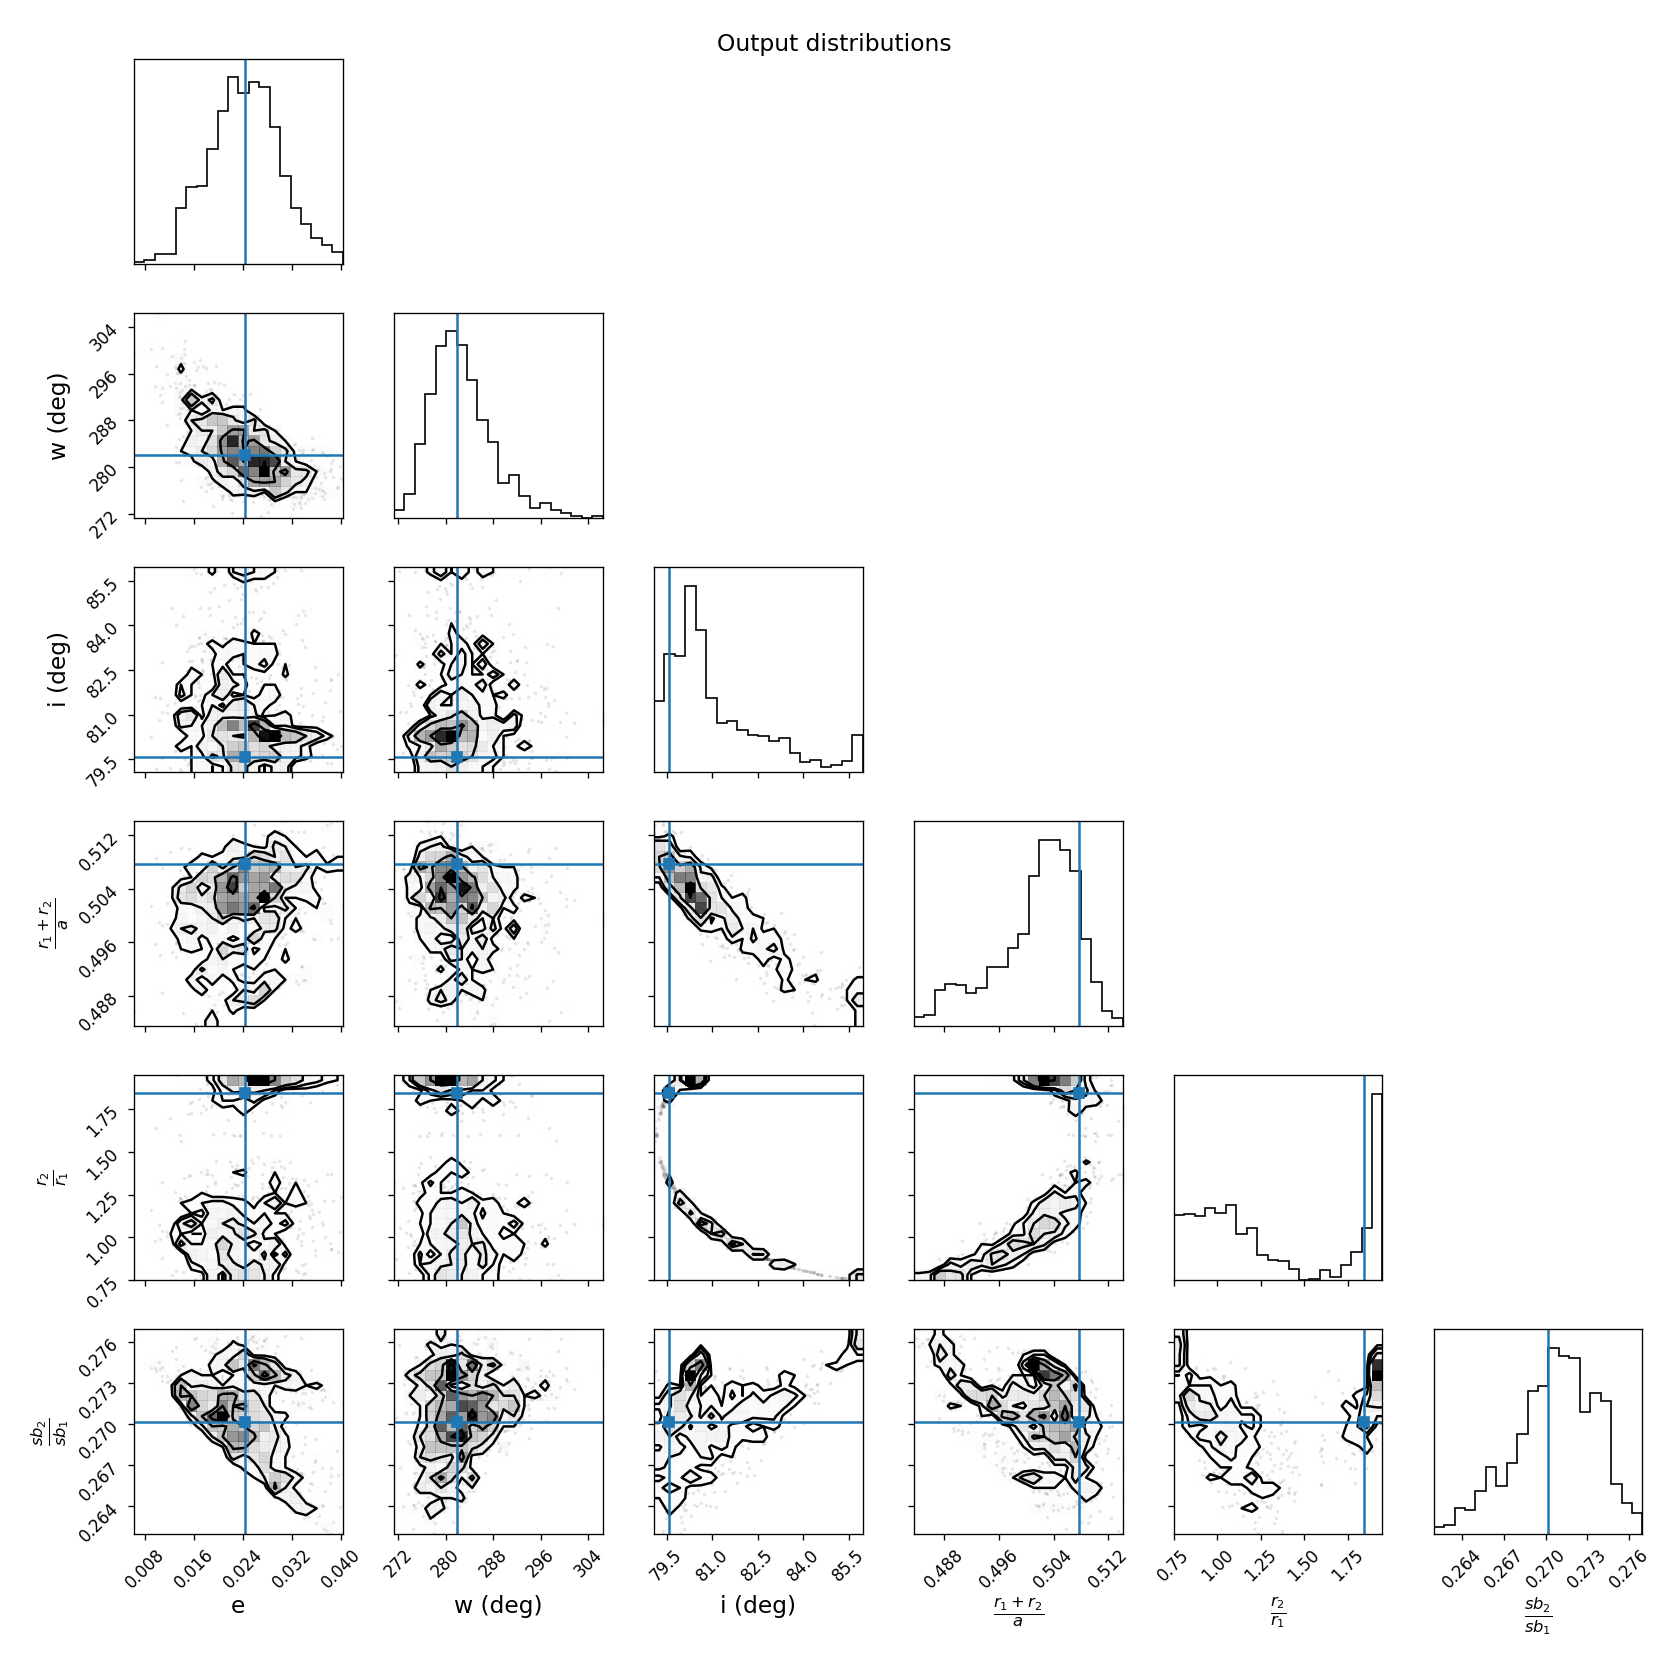 Output distributions
w (deg)
304
296
288
280
272
i (deg)
85.5
84.0
82.5
81.0
79.5
r₁ + r₂
a
0.512
0.504
0.496
0.488
r₂
r₁
1.75
1.50
1.25
1.00
0.75
sb₂
sb₁
0.276
0.273
0.270
0.267
0.264
0.008 0.016 0.024 0.032 0.040
272 280 288 296 304
79.5 81.0 82.5 84.0 85.5
0.488 0.496 0.504 0.512
0.75 1.00 1.25 1.50 1.75
0.264 0.267 0.270 0.273 0.276
e
w (deg)
i (deg)
r₁ + r₂
a
r₂
r₁
sb₂
sb₁